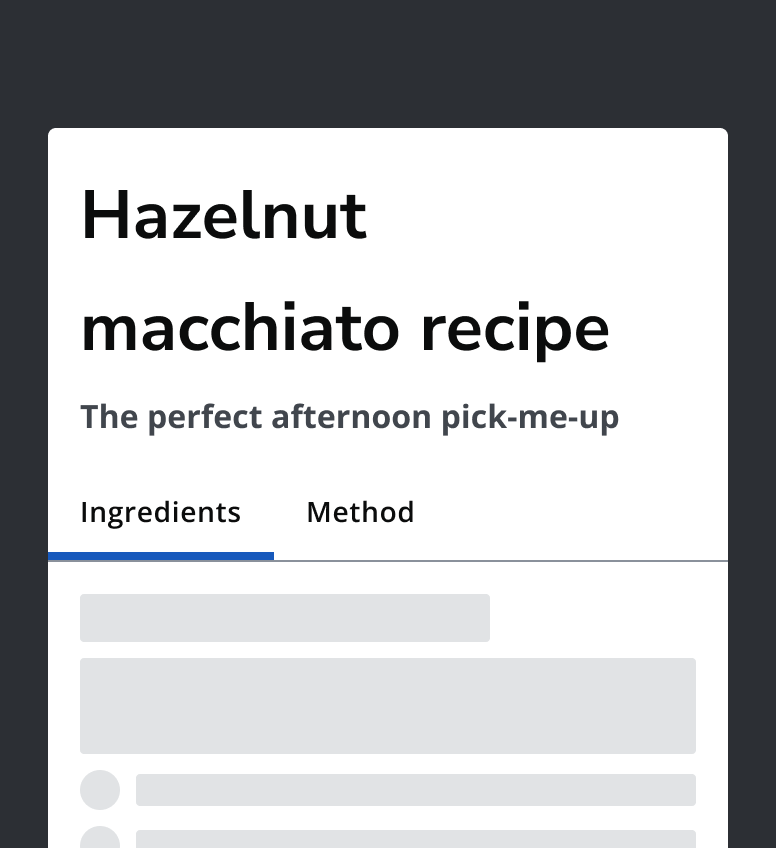 Hazelnut
macchiato recipe
The perfect afternoon pick-me-up
Ingredients
Method